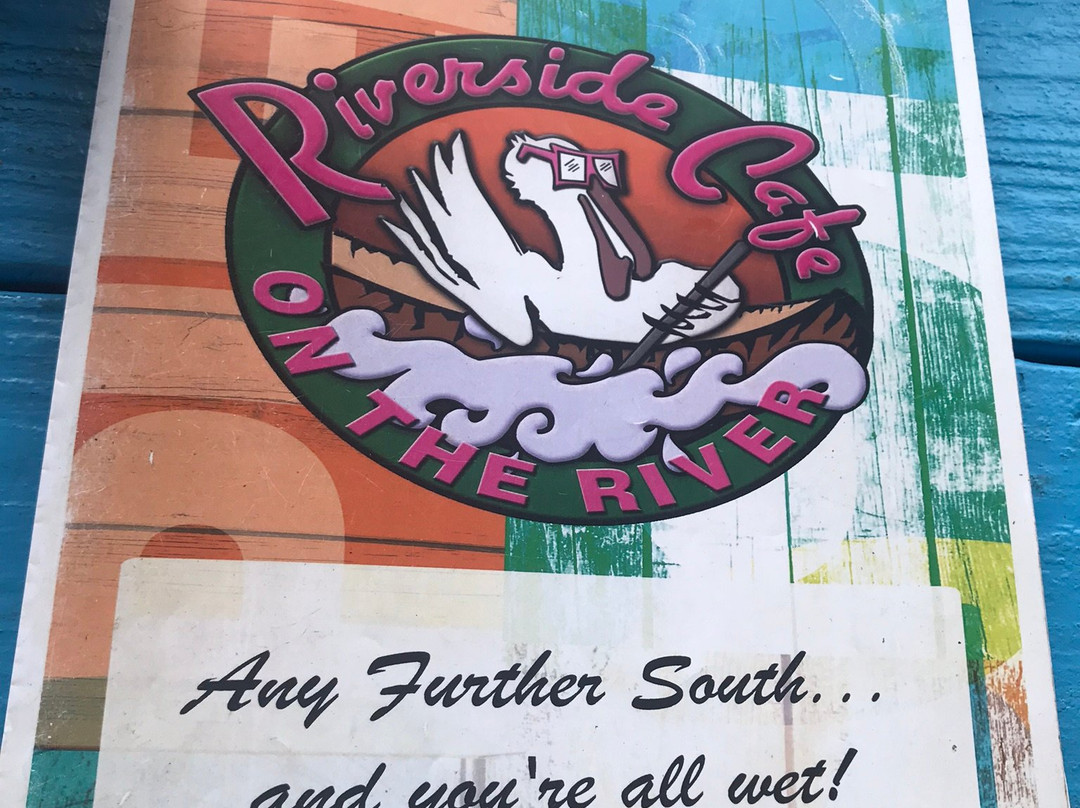 Riverside Cafe
ON THE RIVER
Any Further South...
and you're all wet!